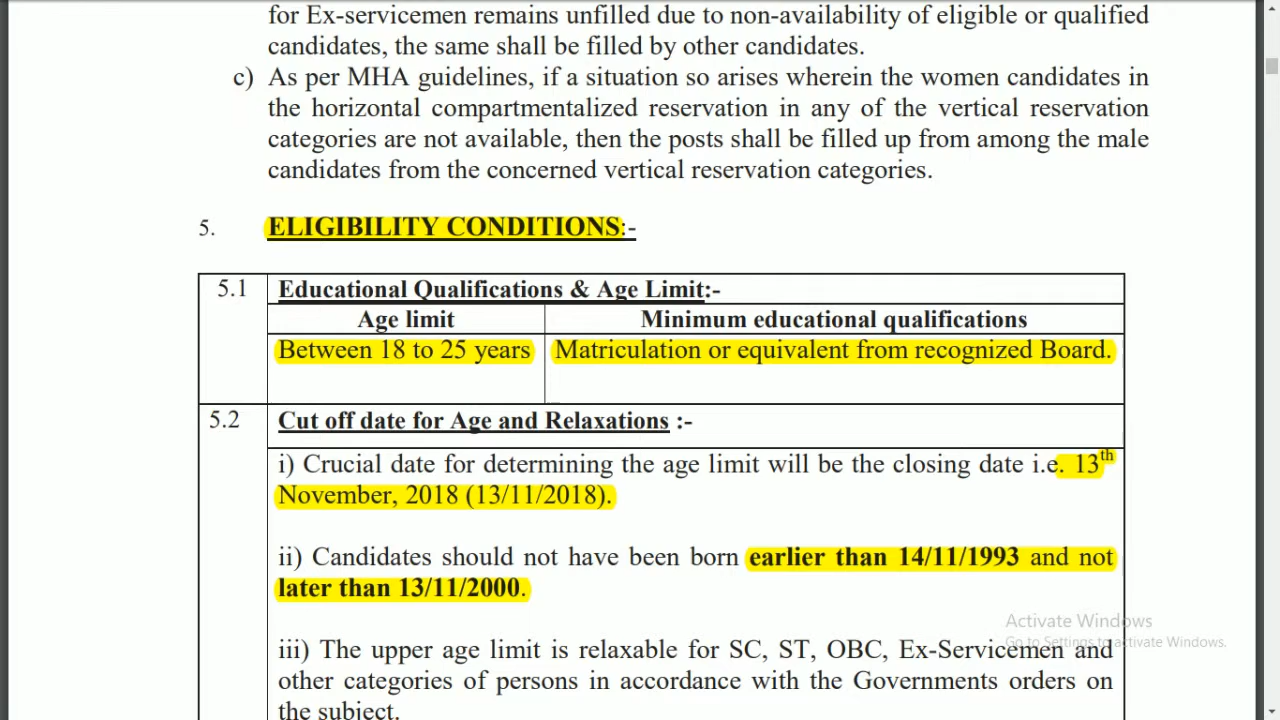 for Ex-servicemen remains unfilled due to non-availability of eligible or qualified
candidates, the same shall be filled by other candidates.
c) As per MHA guidelines, if a situation so arises wherein the women candidates in
the horizontal compartmentalized reservation in any of the vertical reservation
categories are not available, then the posts shall be filled up from among the male
candidates from the concerned vertical reservation categories.
5. ELIGIBILITY CONDITIONS:-
5.1 Educational Qualifications & Age Limit:-
Age limit Minimum educational qualifications
Between 18 to 25 years Matriculation or equivalent from recognized Board.
5.2 Cut off date for Age and Relaxations :-
i) Crucial date for determining the age limit will be the closing date i.e. 13th
November, 2018 (13/11/2018).
ii) Candidates should not have been born earlier than 14/11/1993 and not
later than 13/11/2000.
iii) The upper age limit is relaxable for SC, ST, OBC, Ex-Servicemen and
other categories of persons in accordance with the Governments orders on
the subject.
Activate Windows
Go to Settings to activate Windows.